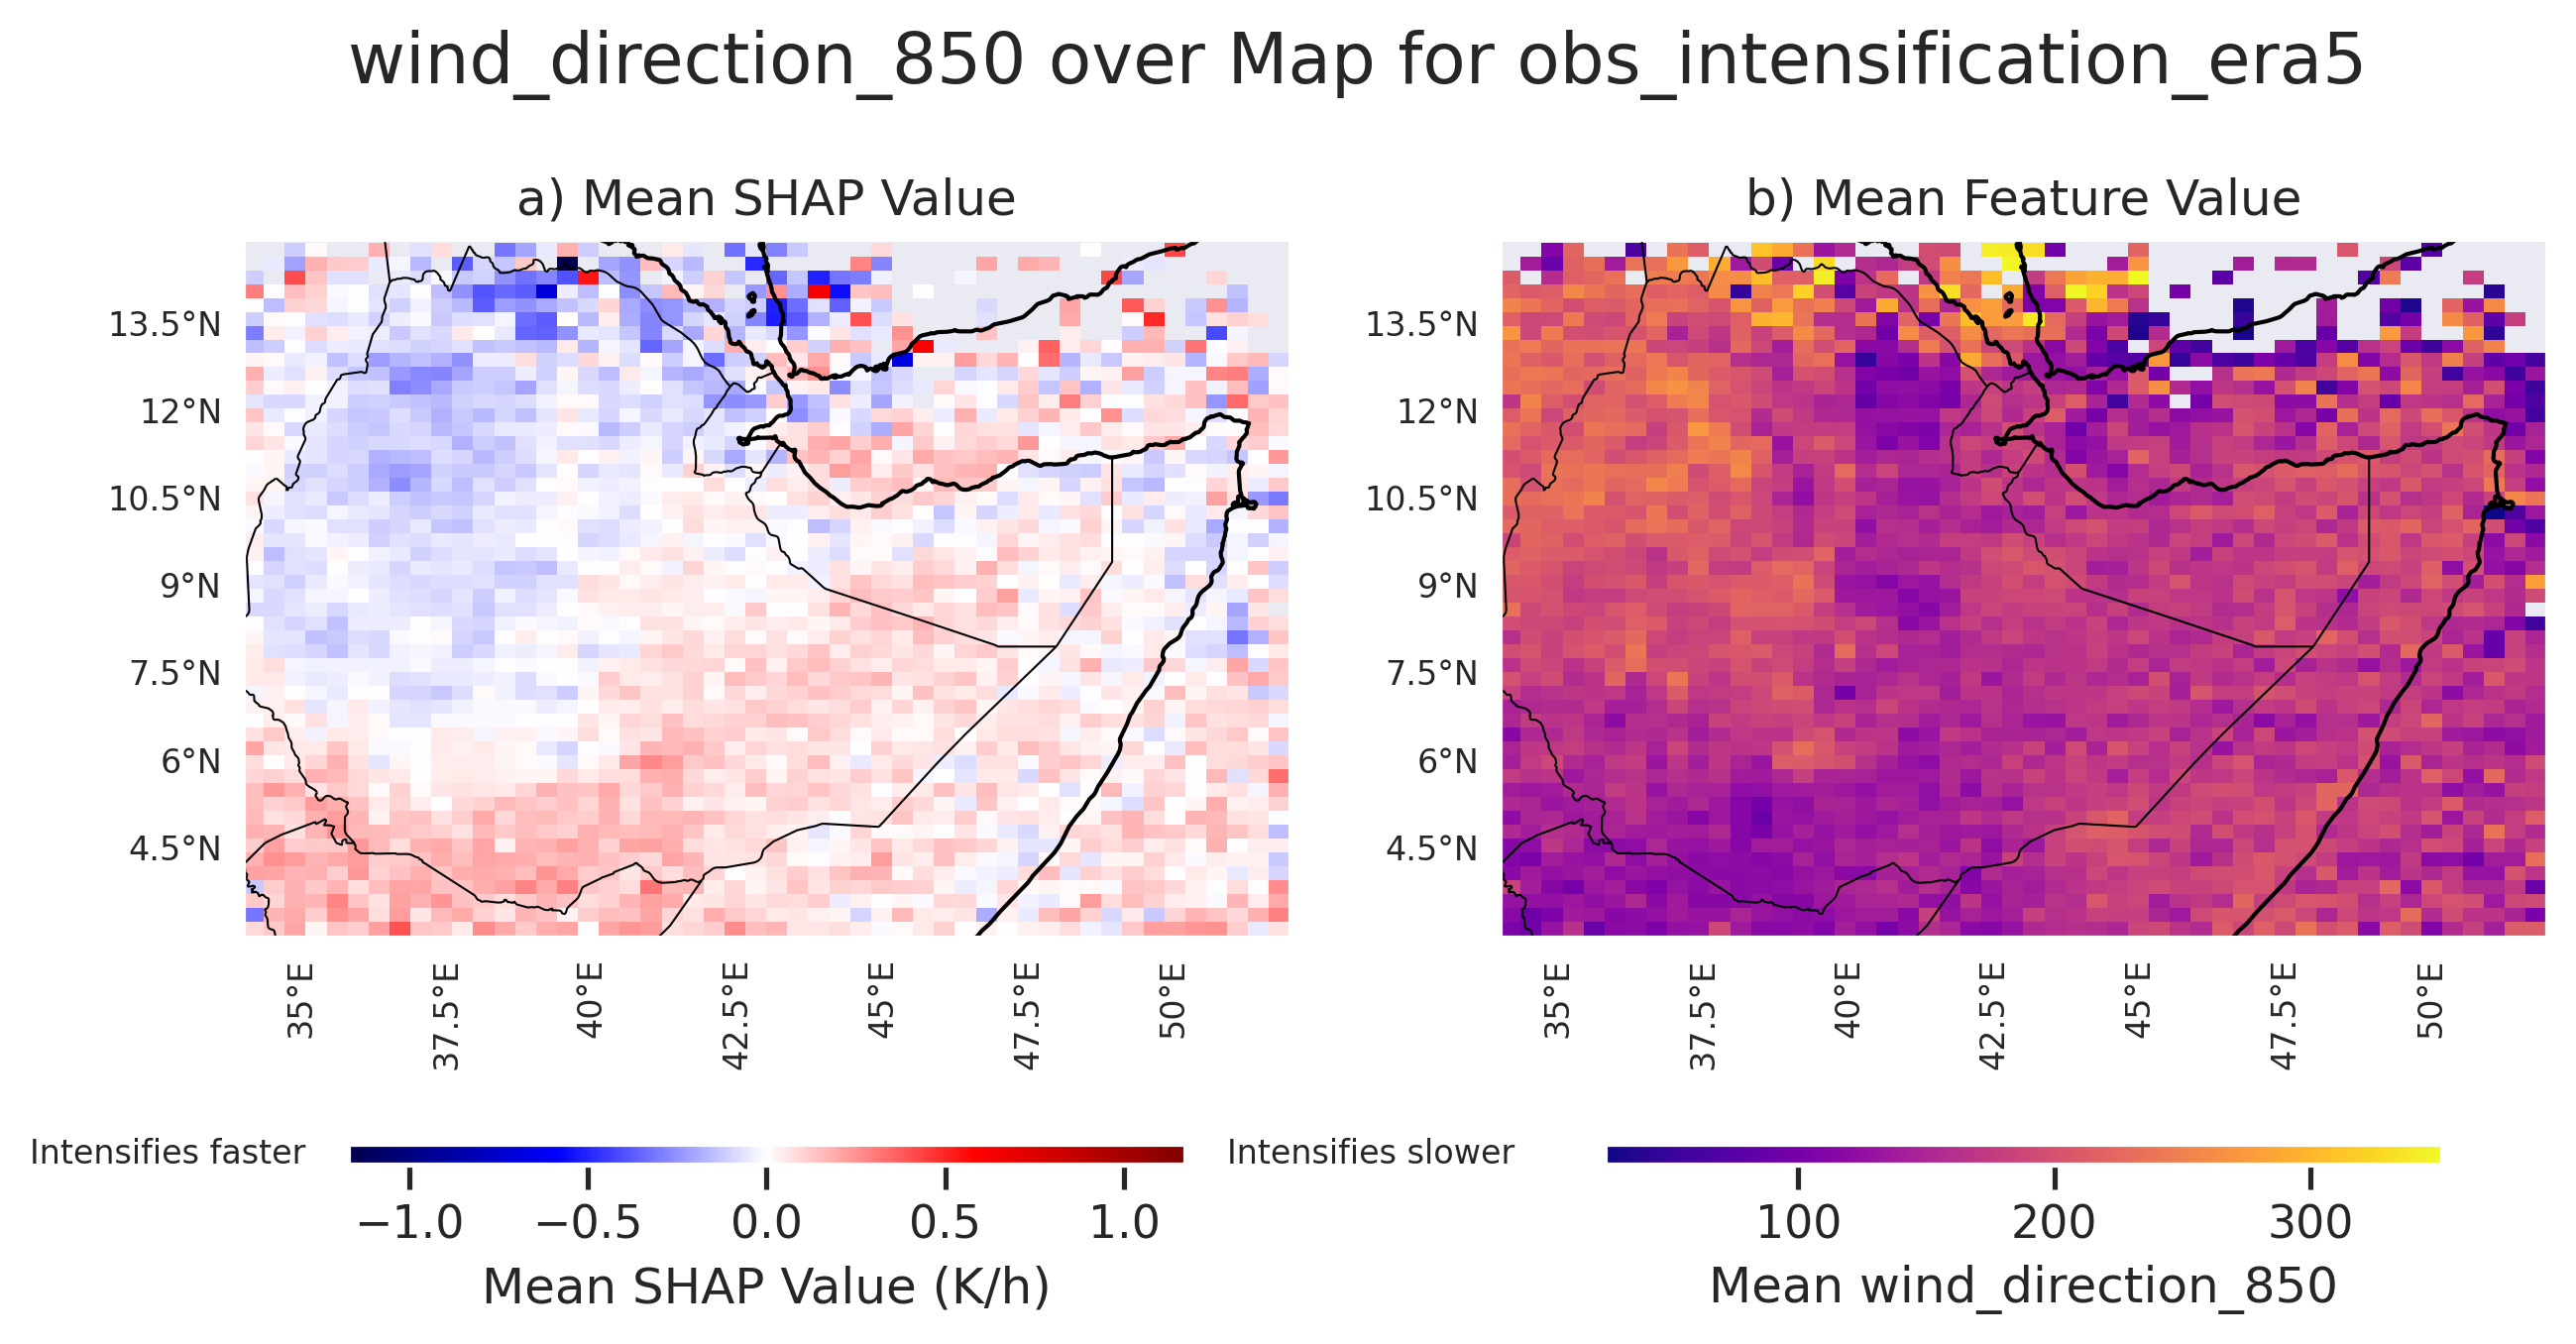 wind_direction_850 over Map for obs_intensification_era5
a) Mean SHAP Value
b) Mean Feature Value
13.5°N
12°N
10.5°N
9°N
7.5°N
6°N
4.5°N
35°E
37.5°E
40°E
42.5°E
45°E
47.5°E
50°E
13.5°N
12°N
10.5°N
9°N
7.5°N
6°N
4.5°N
35°E
37.5°E
40°E
42.5°E
45°E
47.5°E
50°E
Intensifies faster
Intensifies slower
−1.0 −0.5 0.0 0.5 1.0
Mean SHAP Value (K/h)
100 200 300
Mean wind_direction_850